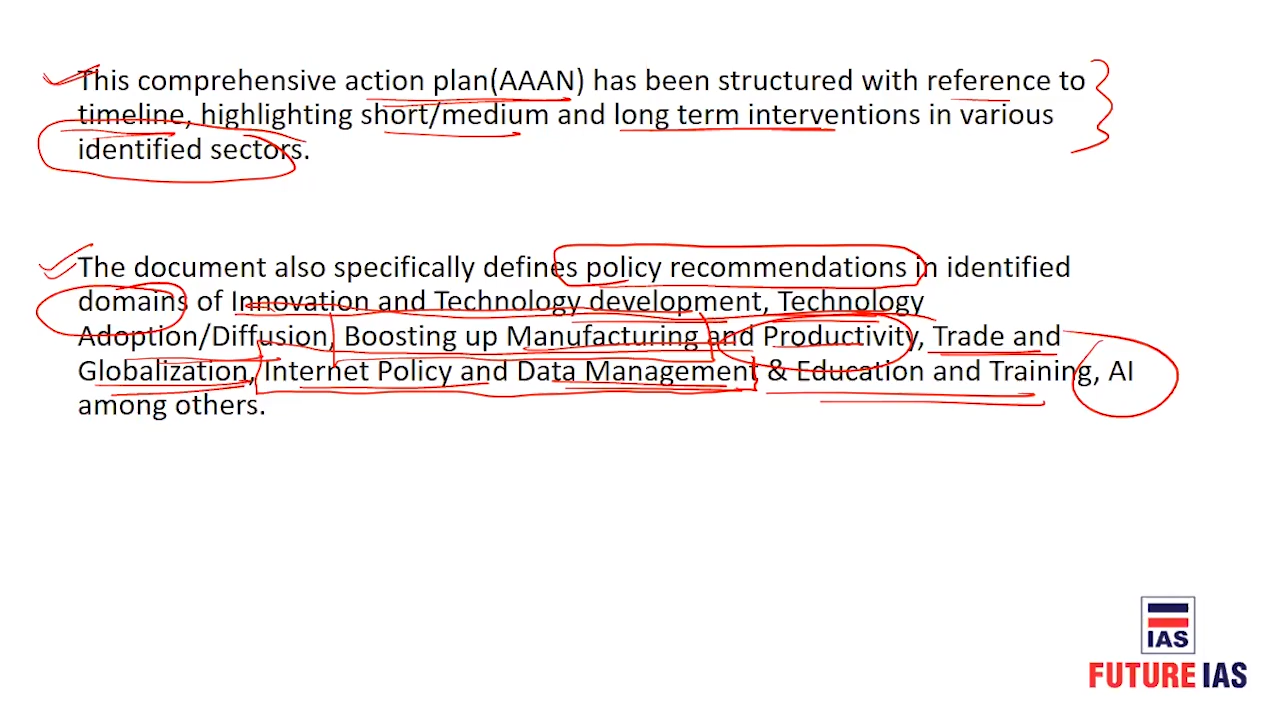 This comprehensive action plan(AAAN) has been structured with reference to
timeline, highlighting short/medium and long term interventions in various
identified sectors.
The document also specifically defines policy recommendations in identified
domains of Innovation and Technology development, Technology
Adoption/Diffusion, Boosting up Manufacturing and Productivity, Trade and
Globalization, Internet Policy and Data Management & Education and Training, AI
among others.
IAS
FUTURE IAS